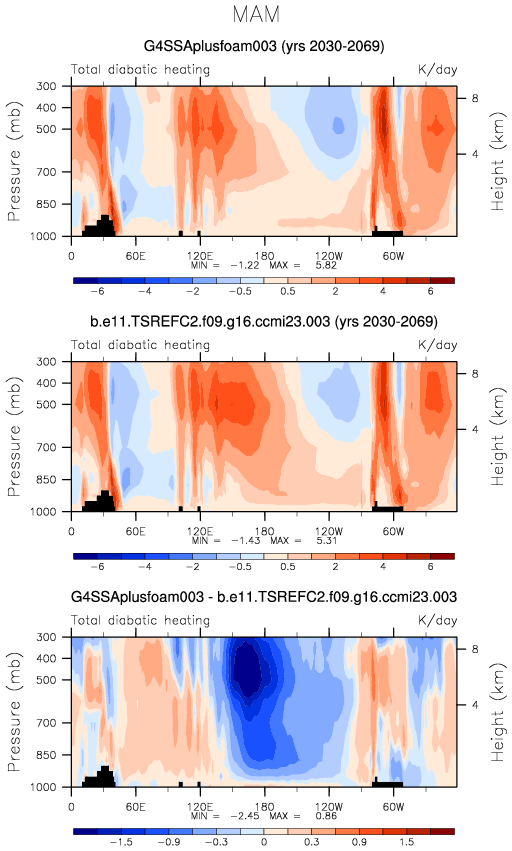 MAM
G4SSAplusfoam003 (yrs 2030-2069)
Total diabatic heating K/day
300
400
500
700
850
1000
Pressure (mb)
8
4
Height (km)
0 60E 120E 180 120W 60W
MIN = -1.22 MAX = 5.82
-6 -4 -2 -0.5 0.5 2 4 6
b.e11.TSREFC2.f09.g16.ccmi23.003 (yrs 2030-2069)
Total diabatic heating K/day
300
400
500
700
850
1000
Pressure (mb)
8
4
Height (km)
0 60E 120E 180 120W 60W
MIN = -1.43 MAX = 5.31
-6 -4 -2 -0.5 0.5 2 4 6
G4SSAplusfoam003 - b.e11.TSREFC2.f09.g16.ccmi23.003
Total diabatic heating K/day
300
400
500
700
850
1000
Pressure (mb)
8
4
Height (km)
0 60E 120E 180 120W 60W
MIN = -2.45 MAX = 0.86
-1.5 -0.9 -0.3 0 0.3 0.9 1.5